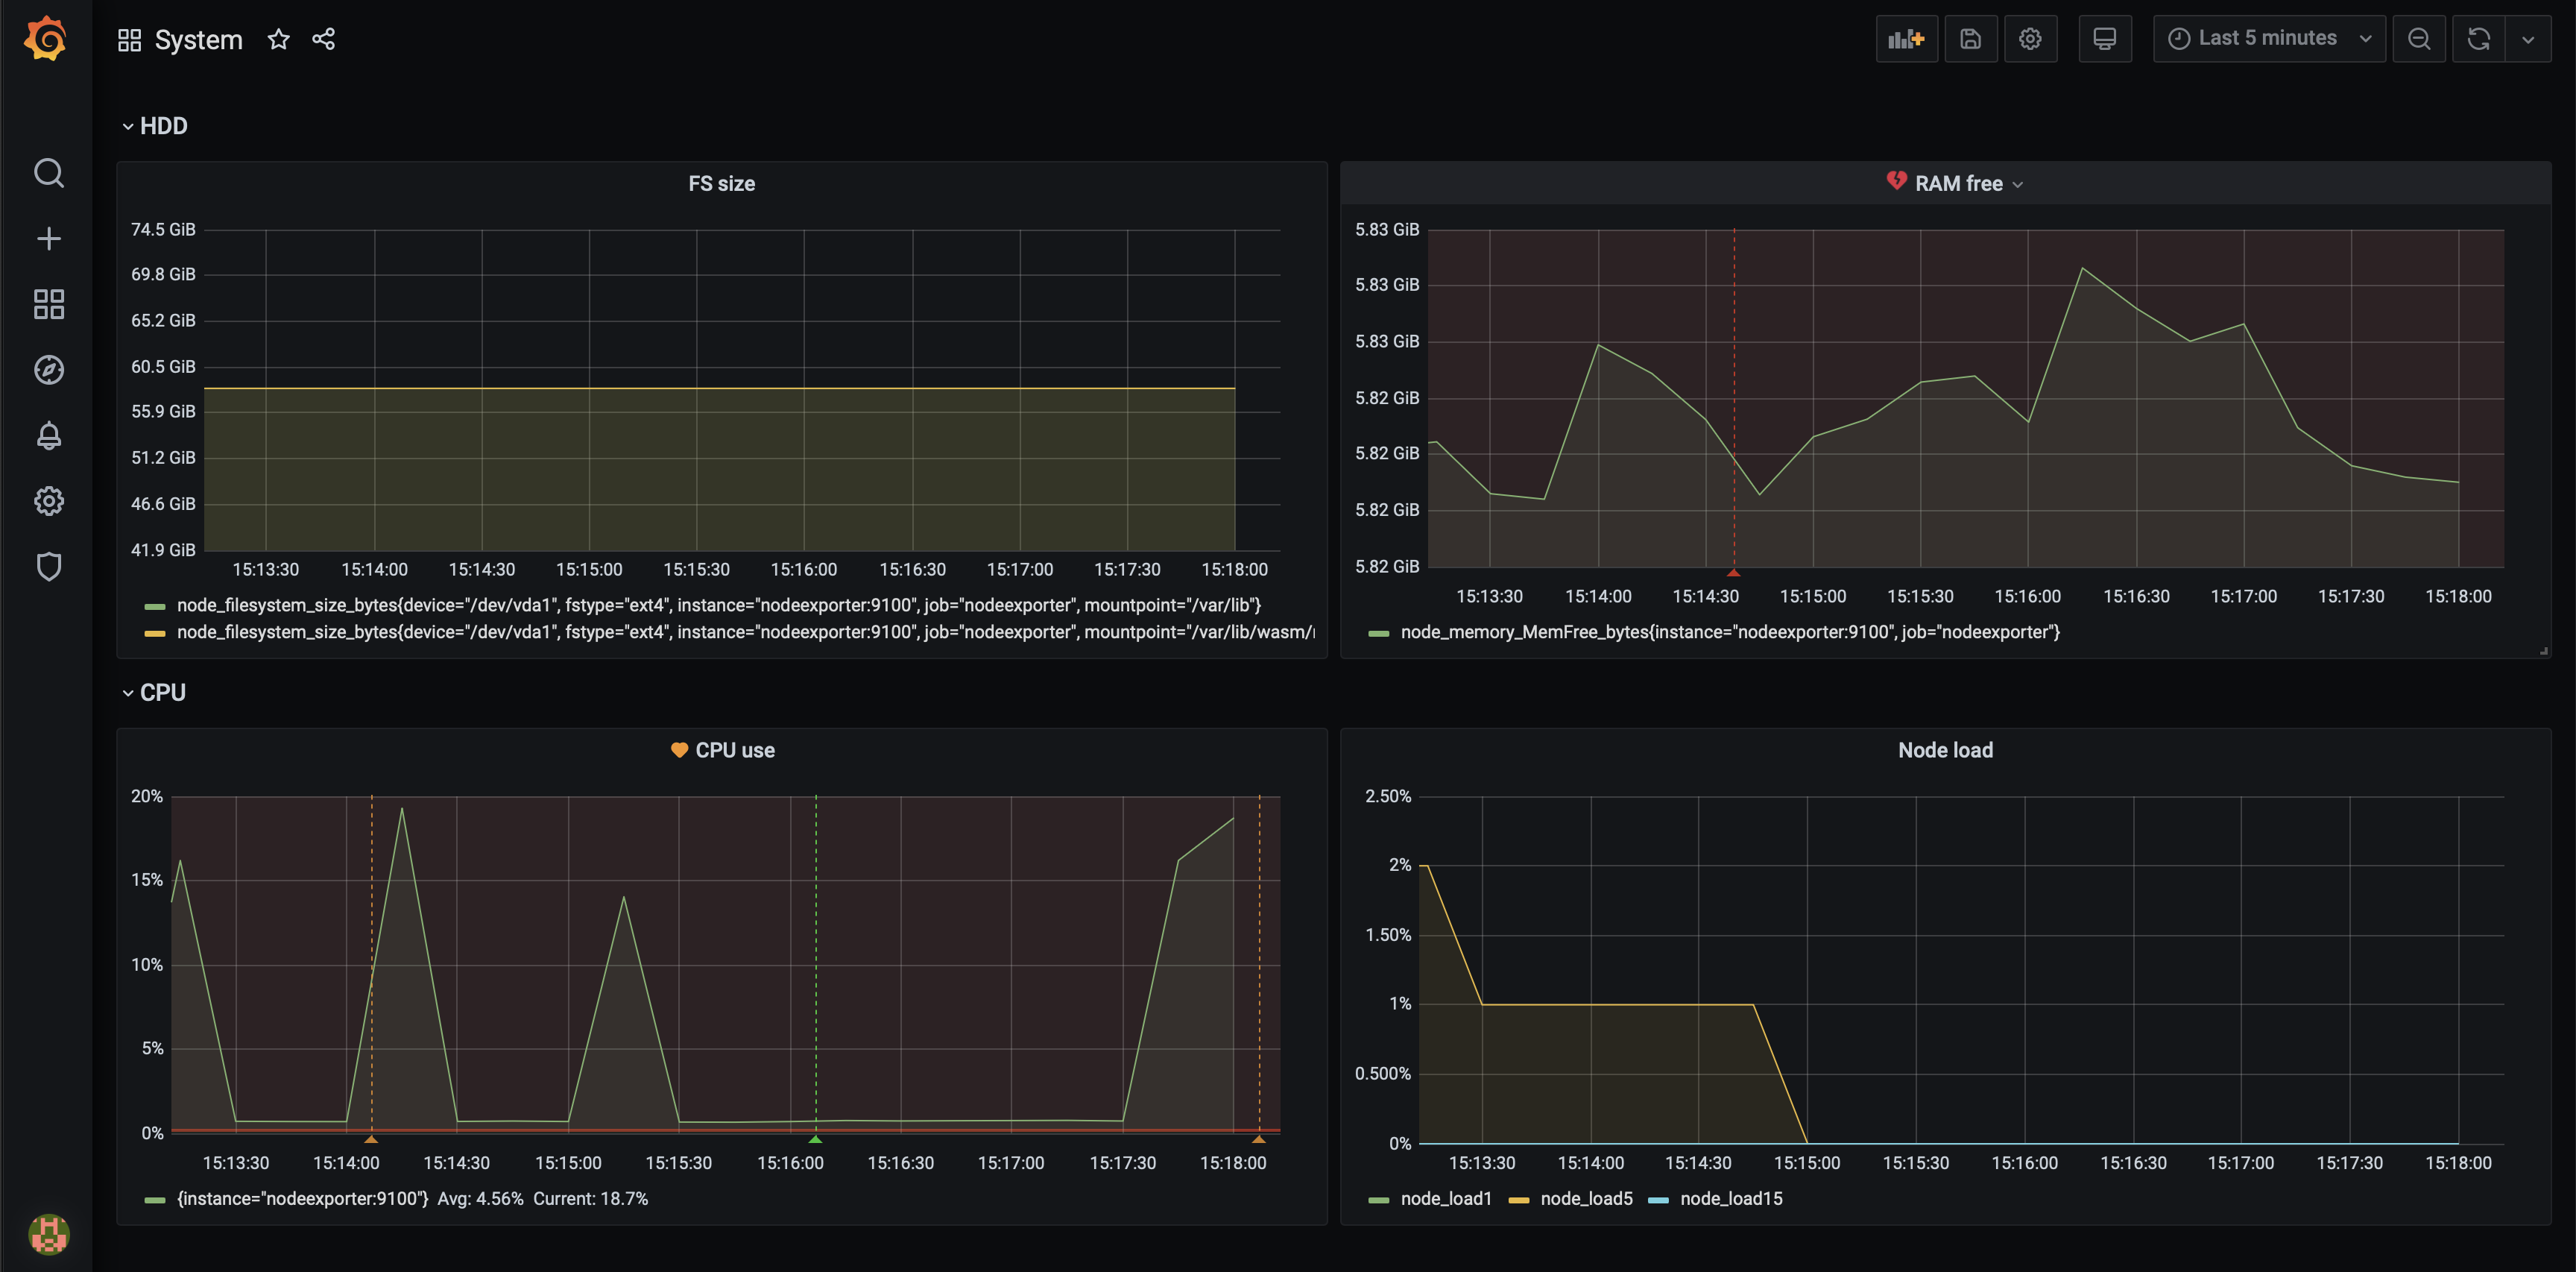 System
Last 5 minutes
HDD
FS size
74.5 GiB
69.8 GiB
65.2 GiB
60.5 GiB
55.9 GiB
51.2 GiB
46.6 GiB
41.9 GiB
15:13:30 15:14:00 15:14:30 15:15:00 15:15:30 15:16:00 15:16:30 15:17:00 15:17:30 15:18:00
node_filesystem_size_bytes{device="/dev/vda1", fstype="ext4", instance="nodeexporter:9100", job="nodeexporter", mountpoint="/var/lib"}
node_filesystem_size_bytes{device="/dev/vda1", fstype="ext4", instance="nodeexporter:9100", job="nodeexporter", mountpoint="/var/lib/wasm/
RAM free
5.83 GiB
5.83 GiB
5.83 GiB
5.82 GiB
5.82 GiB
5.82 GiB
5.82 GiB
15:13:30 15:14:00 15:14:30 15:15:00 15:15:30 15:16:00 15:16:30 15:17:00 15:17:30 15:18:00
node_memory_MemFree_bytes{instance="nodeexporter:9100", job="nodeexporter"}
CPU
CPU use
20%
15%
10%
5%
0%
15:13:30 15:14:00 15:14:30 15:15:00 15:15:30 15:16:00 15:16:30 15:17:00 15:17:30 15:18:00
{instance="nodeexporter:9100"} Avg: 4.56% Current: 18.7%
Node load
2.50%
2%
1.50%
1%
0.500%
0%
15:13:30 15:14:00 15:14:30 15:15:00 15:15:30 15:16:00 15:16:30 15:17:00 15:17:30 15:18:00
node_load1 node_load5 node_load15